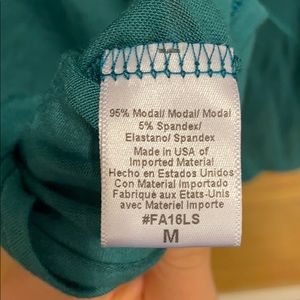 95% Modal/ Modal/ Modal
5% Spandex/
Elastano/ Spandex
Made in USA of
Imported Material
Hecho en Estados Unidos
Con Material Importado
Fabriqué aux Etats-Unis
avec Materiel Importe
#FA16LS
M